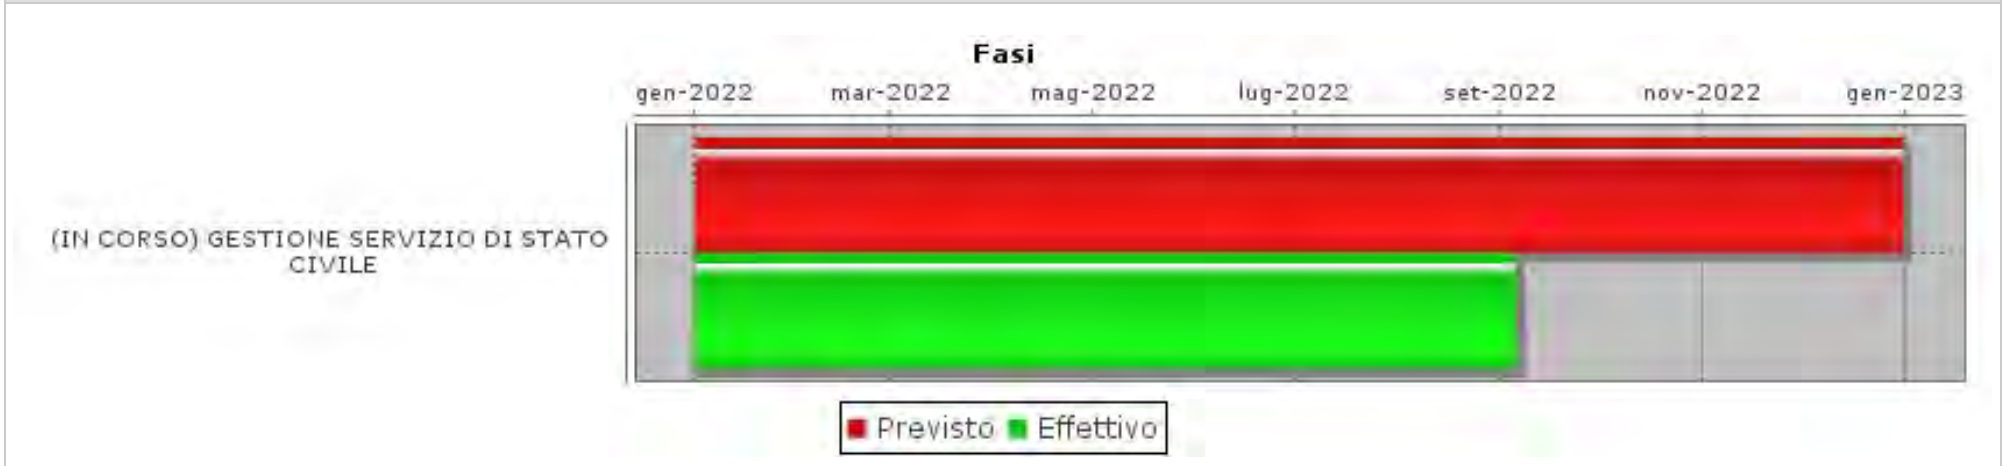 Fasi
gen-2022 mar-2022 mag-2022 lug-2022 set-2022 nov-2022 gen-2023
(IN CORSO) GESTIONE SERVIZIO DI STATO
CIVILE
Previsto Effettivo